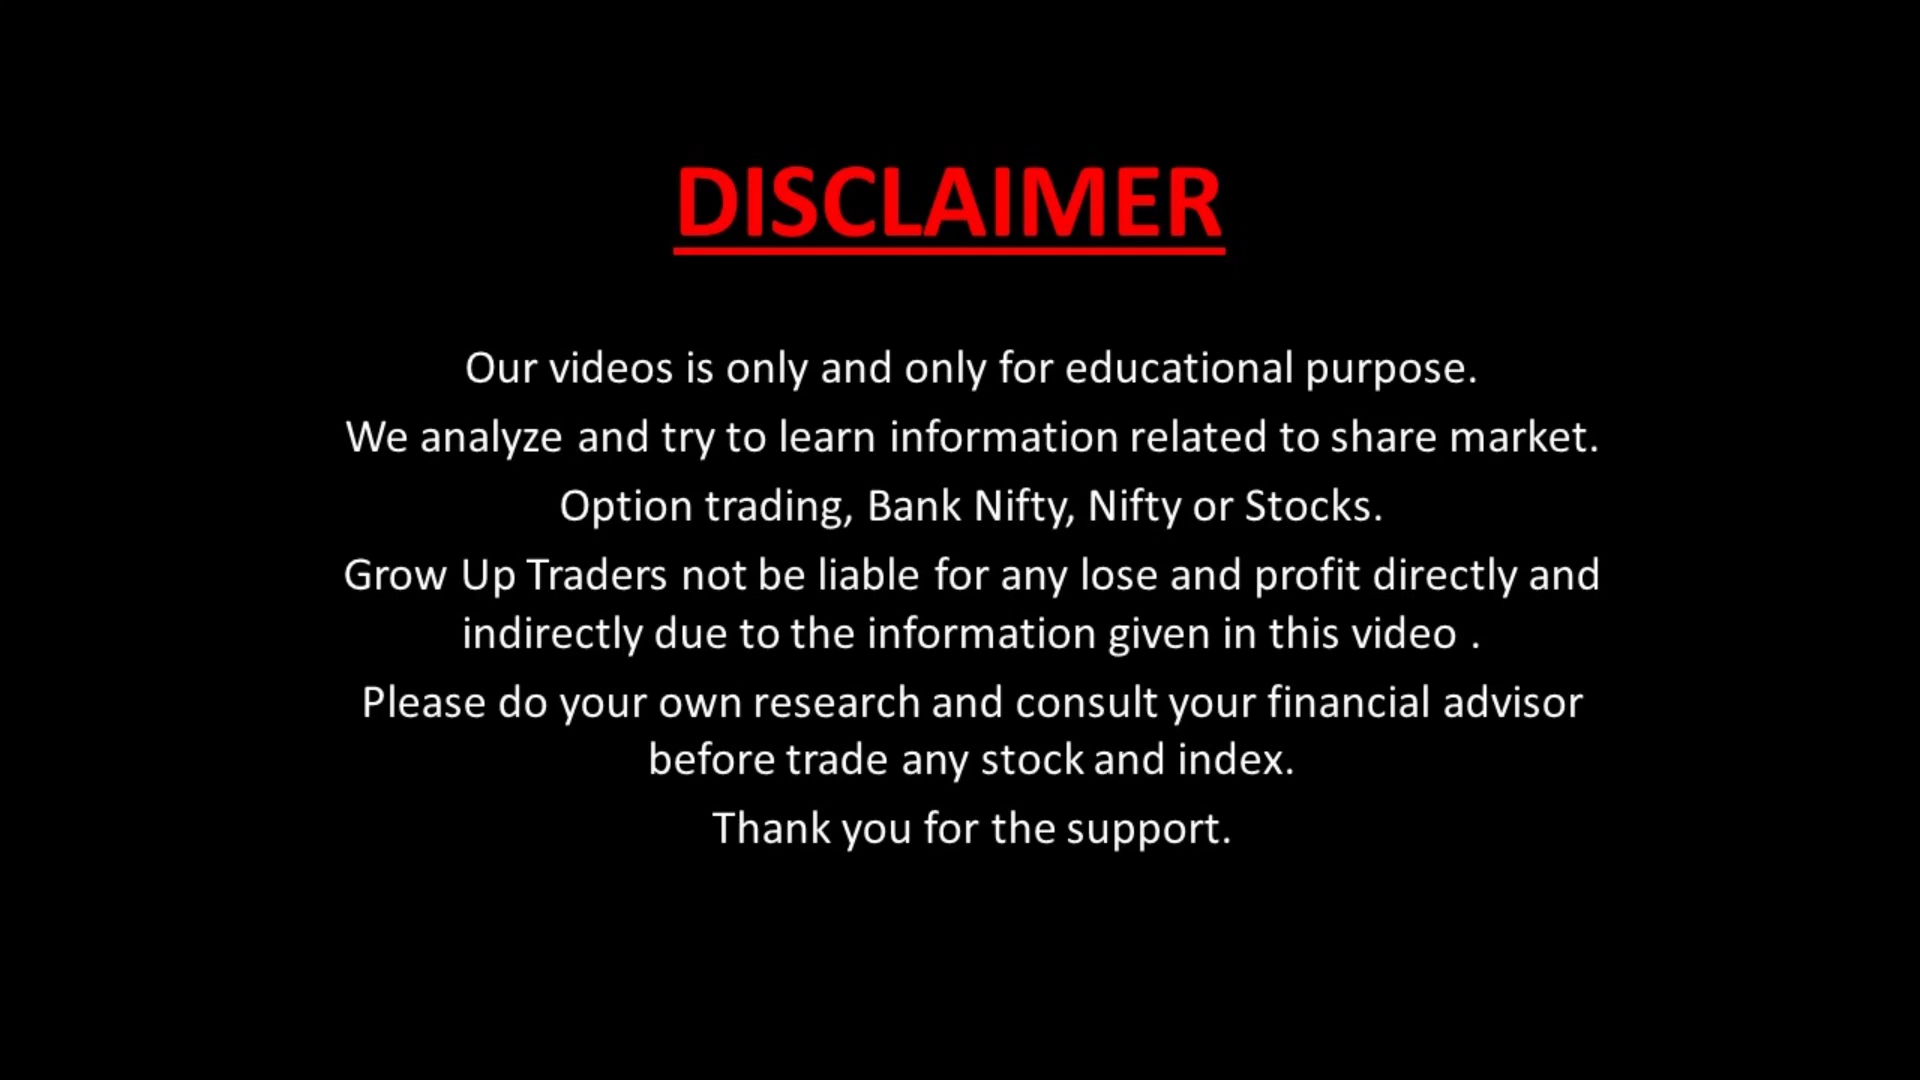 DISCLAIMER
Our videos is only and only for educational purpose.
We analyze and try to learn information related to share market.
Option trading, Bank Nifty, Nifty or Stocks.
Grow Up Traders not be liable for any lose and profit directly and
indirectly due to the information given in this video .
Please do your own research and consult your financial advisor
before trade any stock and index.
Thank you for the support.